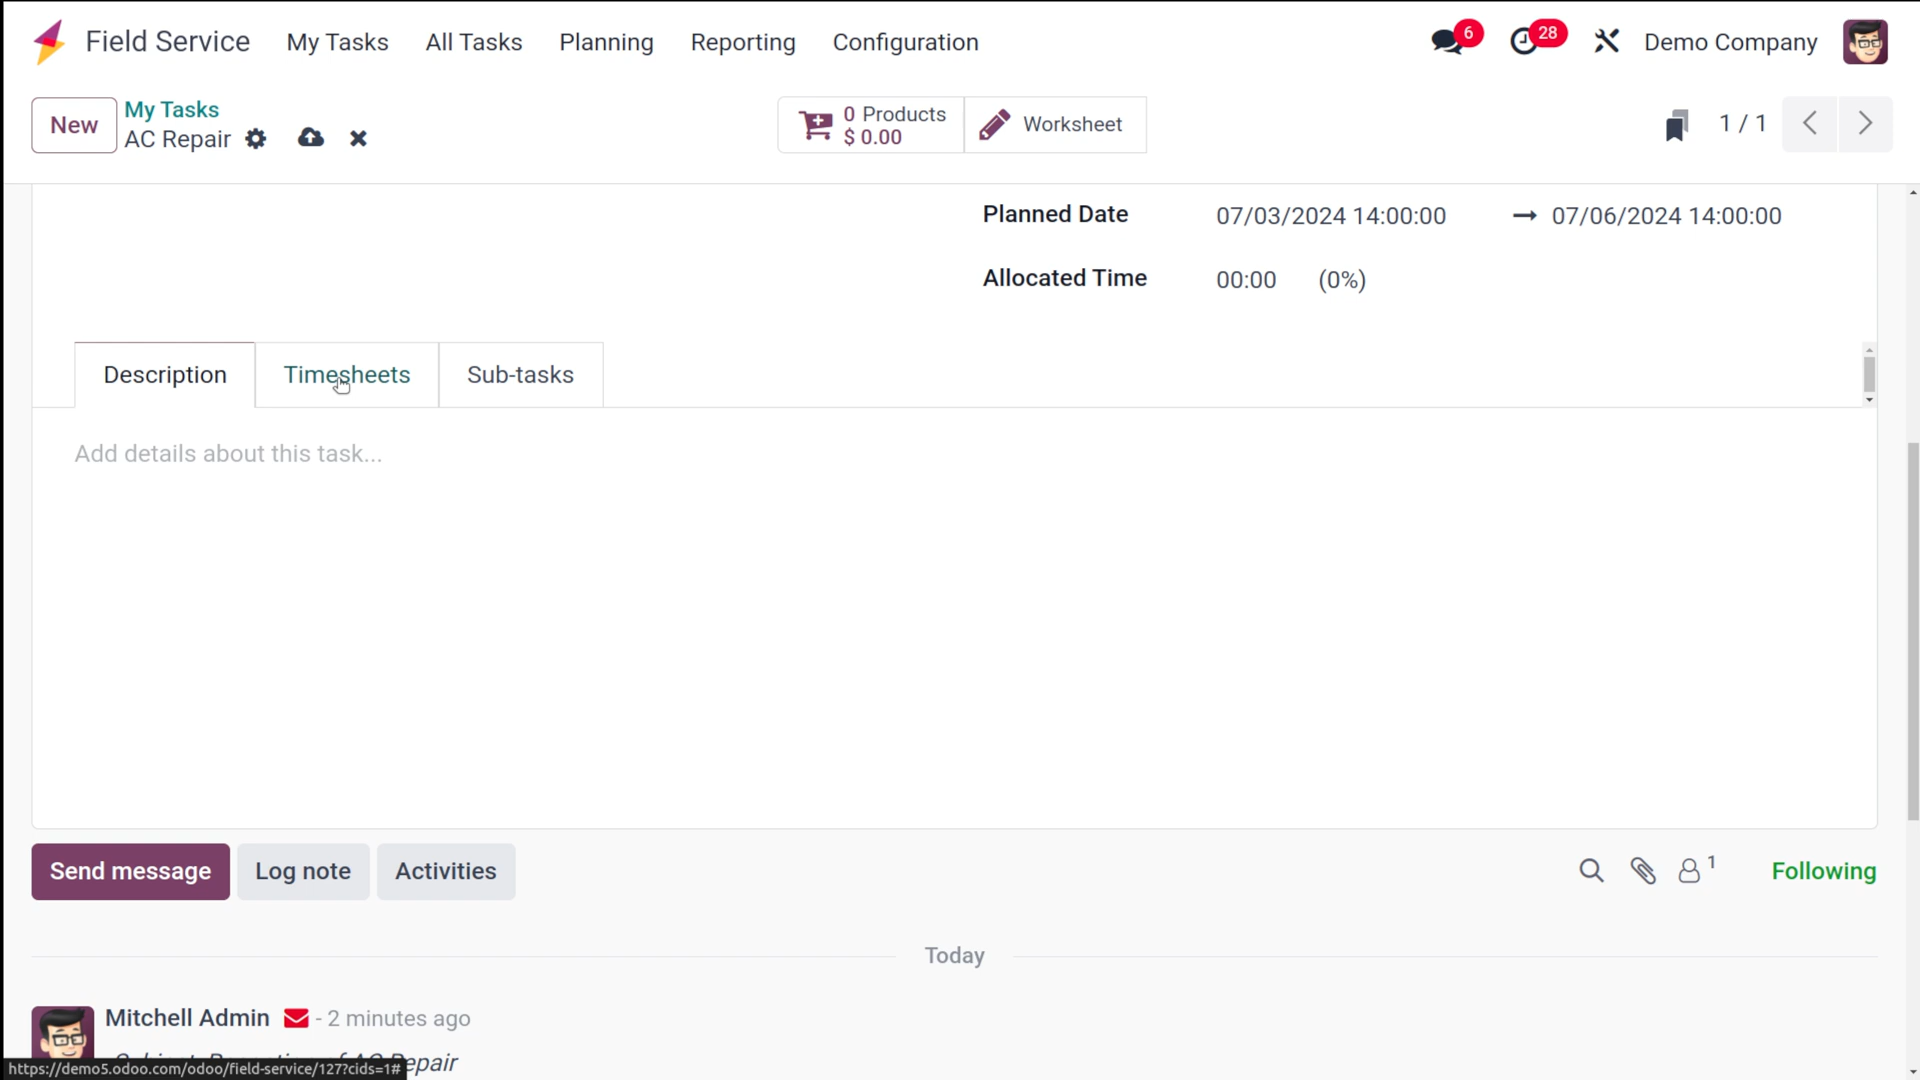 Field Service My Tasks All Tasks Planning Reporting Configuration 6 28 Demo Company
New My Tasks
AC Repair
0 Products
$ 0.00
Worksheet
1 / 1
Planned Date 07/03/2024 14:00:00 → 07/06/2024 14:00:00
Allocated Time 00:00 (0%)
Description Timesheets Sub-tasks
Add details about this task...
Send message Log note Activities 1 Following
Today
Mitchell Admin - 2 minutes ago
of AC Repair
https://demo5.odoo.com/odoo/field-service/127?cids=1#